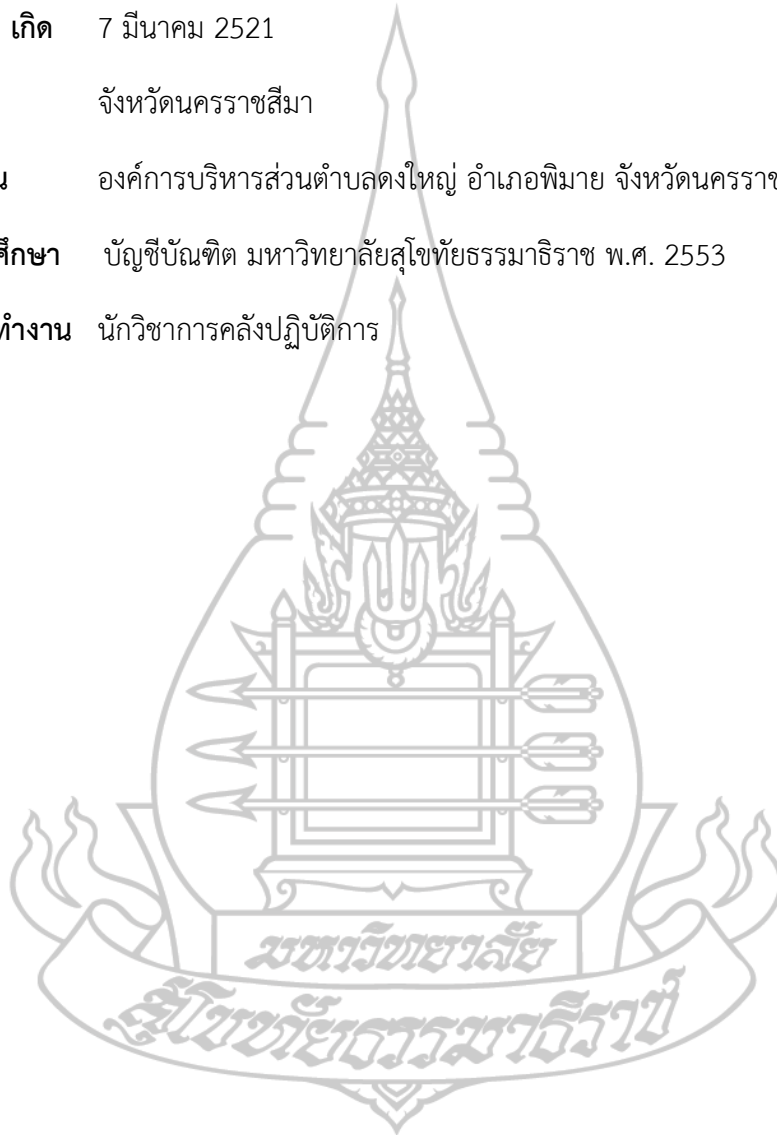 เกิด 7 มีนาคม 2521
จังหวัดนครราชสีมา
น องค์การบริหารส่วนตำบลดงใหญ่ อำเภอพิมาย จังหวัดนครราช
ศึกษา บัญชีบัณฑิต มหาวิทยาลัยสุโขทัยธรรมาธิราช พ.ศ. 2553
ทำงาน นักวิชาการคลังปฏิบัติการ
มหาวิทยาลัย
สุโขทัยธรรมาธิราช